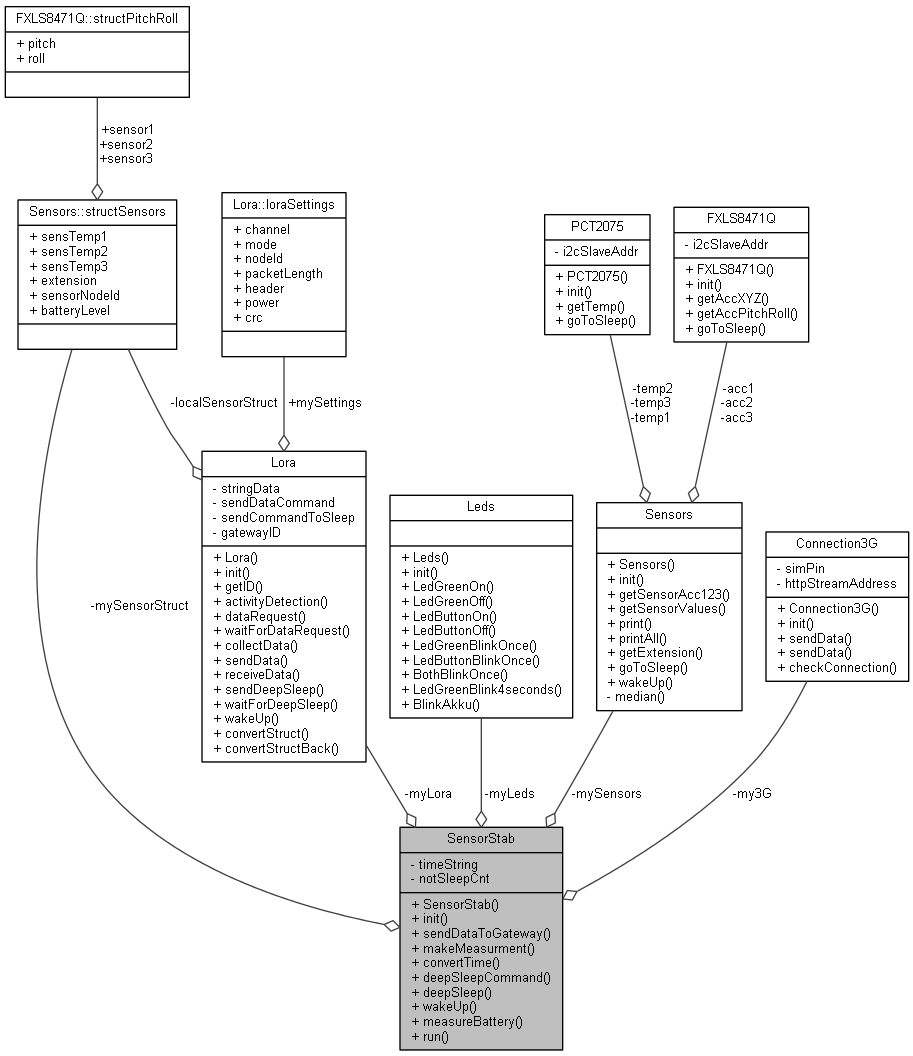 FXLS8471Q::structPitchRoll
+ pitch
+ roll
+sensor1
+sensor2
+sensor3
Sensors::structSensors
+ sensTemp1
+ sensTemp2
+ sensTemp3
+ extension
+ sensorNodeId
+ batteryLevel
Lora::loraSettings
+ channel
+ mode
+ nodeId
+ packetLength
+ header
+ power
+ crc
PCT2075
- i2cSlaveAddr
+ PCT2075()
+ init()
+ getTemp()
+ goToSleep()
FXLS8471Q
- i2cSlaveAddr
+ FXLS8471Q()
+ init()
+ getAccXYZ()
+ getAccPitchRoll()
+ goToSleep()
-localSensorStruct
+mySettings
-temp2
-temp3
-temp1
-acc1
-acc2
-acc3
Lora
- stringData
- sendDataCommand
- sendCommandToSleep
- gatewayID
+ Lora()
+ init()
+ getID()
+ activityDetection()
+ dataRequest()
+ waitForDataRequest()
+ collectData()
+ sendData()
+ receiveData()
+ sendDeepSleep()
+ waitForDeepSleep()
+ wakeUp()
+ convertStruct()
+ convertStructBack()
Leds
+ Leds()
+ init()
+ LedGreenOn()
+ LedGreenOff()
+ LedButtonOn()
+ LedButtonOff()
+ LedGreenBlinkOnce()
+ LedButtonBlinkOnce()
+ BothBlinkOnce()
+ LedGreenBlink4seconds()
+ BlinkAkku()
Sensors
+ Sensors()
+ init()
+ getSensorAcc123()
+ getSensorValues()
+ print()
+ printAll()
+ getExtension()
+ goToSleep()
+ wakeUp()
- median()
Connection3G
- simPin
- httpStreamAddress
+ Connection3G()
+ init()
+ sendData()
+ sendData()
+ checkConnection()
-mySensorStruct
-myLora
-myLeds
-mySensors
-my3G
SensorStab
- timeString
- notSleepCnt
+ SensorStab()
+ init()
+ sendDataToGateway()
+ makeMeasurment()
+ convertTime()
+ deepSleepCommand()
+ deepSleep()
+ wakeUp()
+ measureBattery()
+ run()